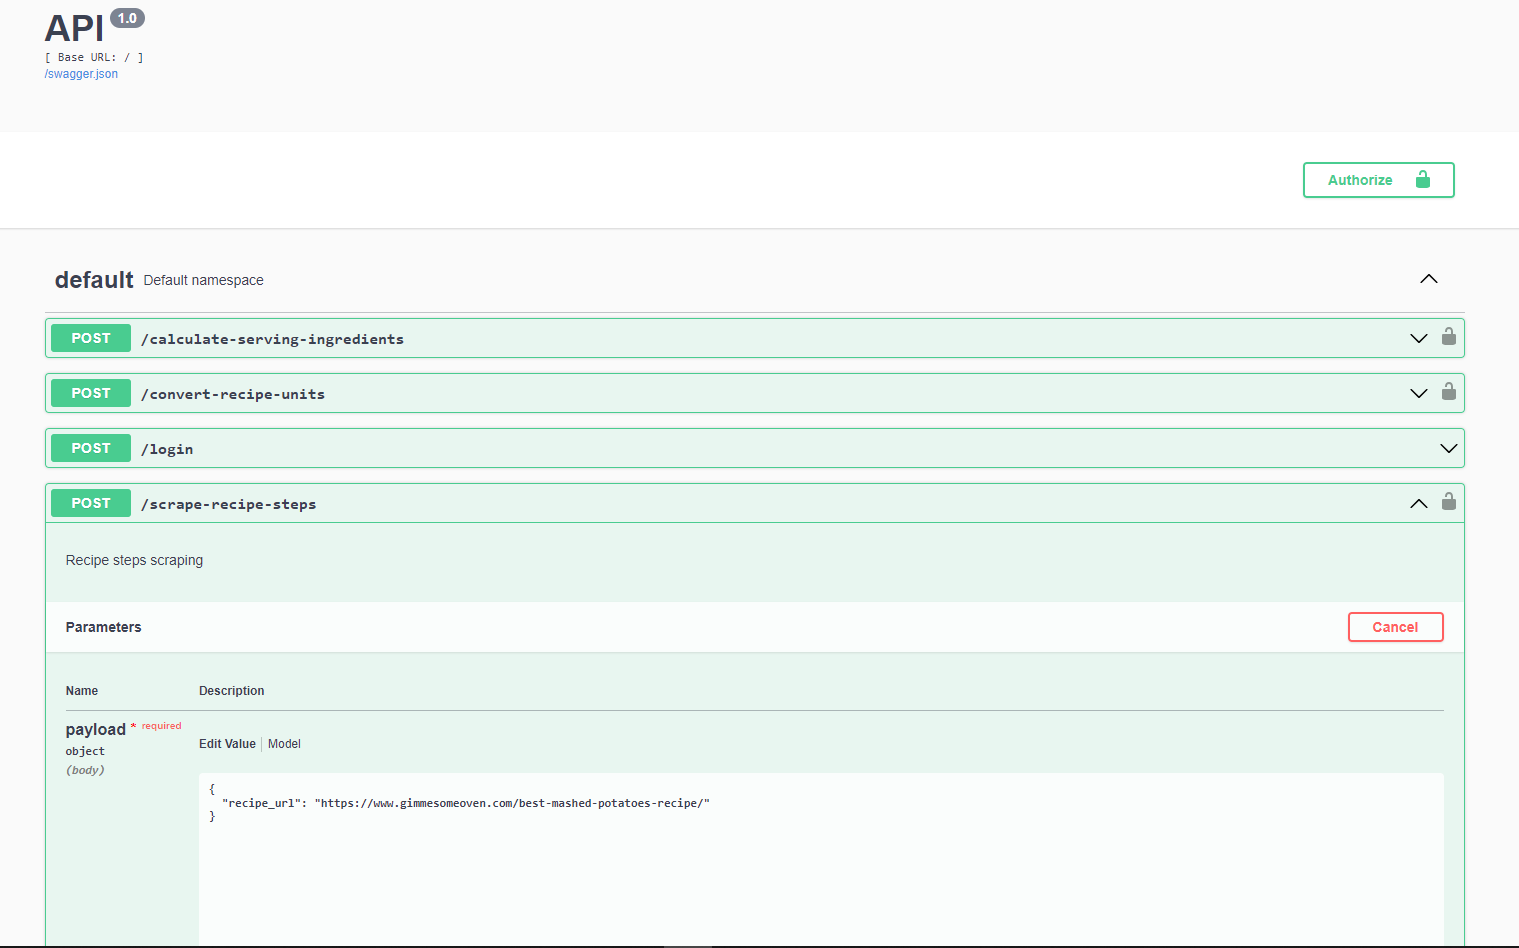 API 1.0
[ Base URL: / ]
/swagger.json
Authorize
default Default namespace
POST /calculate-serving-ingredients
POST /convert-recipe-units
POST /login
POST /scrape-recipe-steps
Recipe steps scraping
Parameters Cancel
Name Description
payload * required
object
(body)
Edit Value Model
{
"recipe_url": "https://www.gimmesomeoven.com/best-mashed-potatoes-recipe/"
}